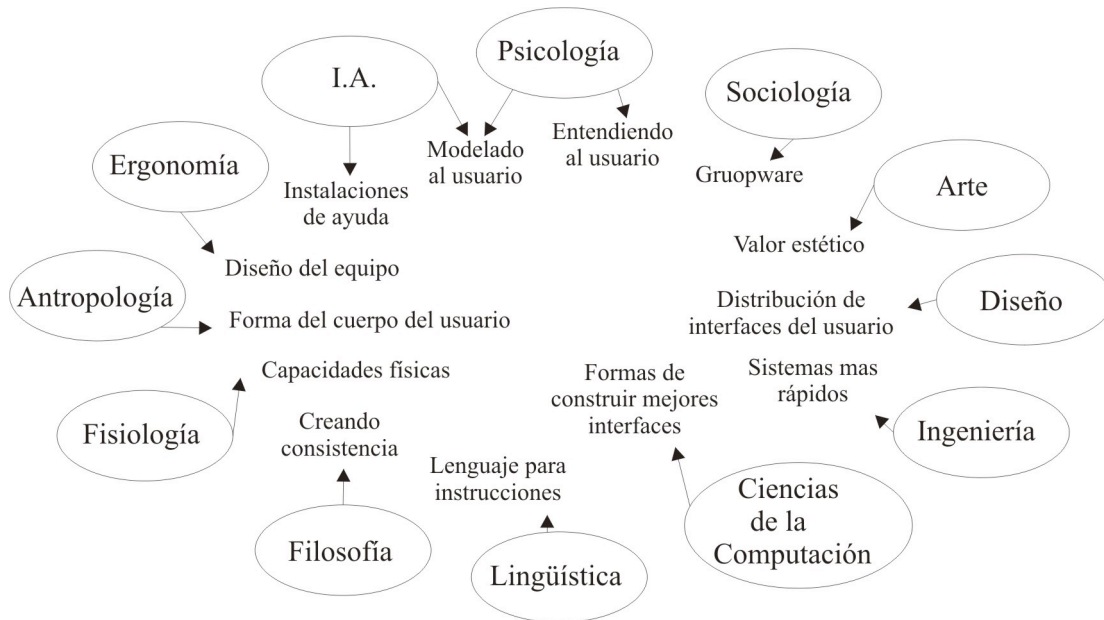 Psicología
I.A.
Sociología
Entendiendo
al usuario
Modelado
al usuario
Ergonomía
Instalaciones
de ayuda
Gruopware
Arte
Valor estético
Diseño del equipo
Antropología
Forma del cuerpo del usuario
Distribución de
interfaces del usuario
Diseño
Capacidades físicas
Formas de
construir mejores
interfaces
Sistemas mas
rápidos
Fisiología
Creando
consistencia
Ingeniería
Lenguaje para
instrucciones
Filosofía
Lingüística
Ciencias
de la
Computación